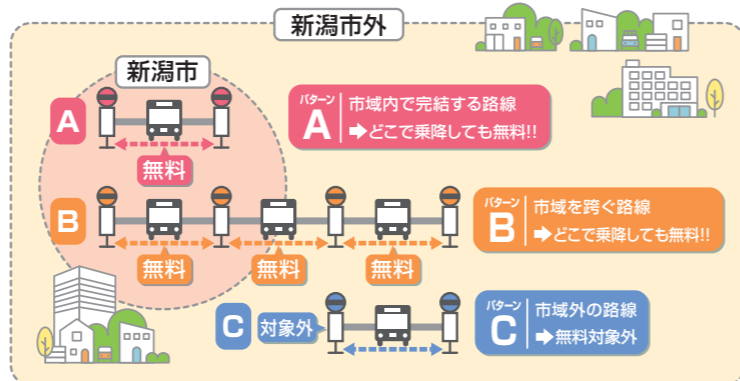 新潟市外
新潟市
A
無料
パターン
A
市域内で完結する路線
➡どこで乗降しても無料!!
B
無料
無料
無料
パターン
B
市域を跨ぐ路線
➡どこで乗降しても無料!!
C
対象外
パターン
C
市域外の路線
➡無料対象外